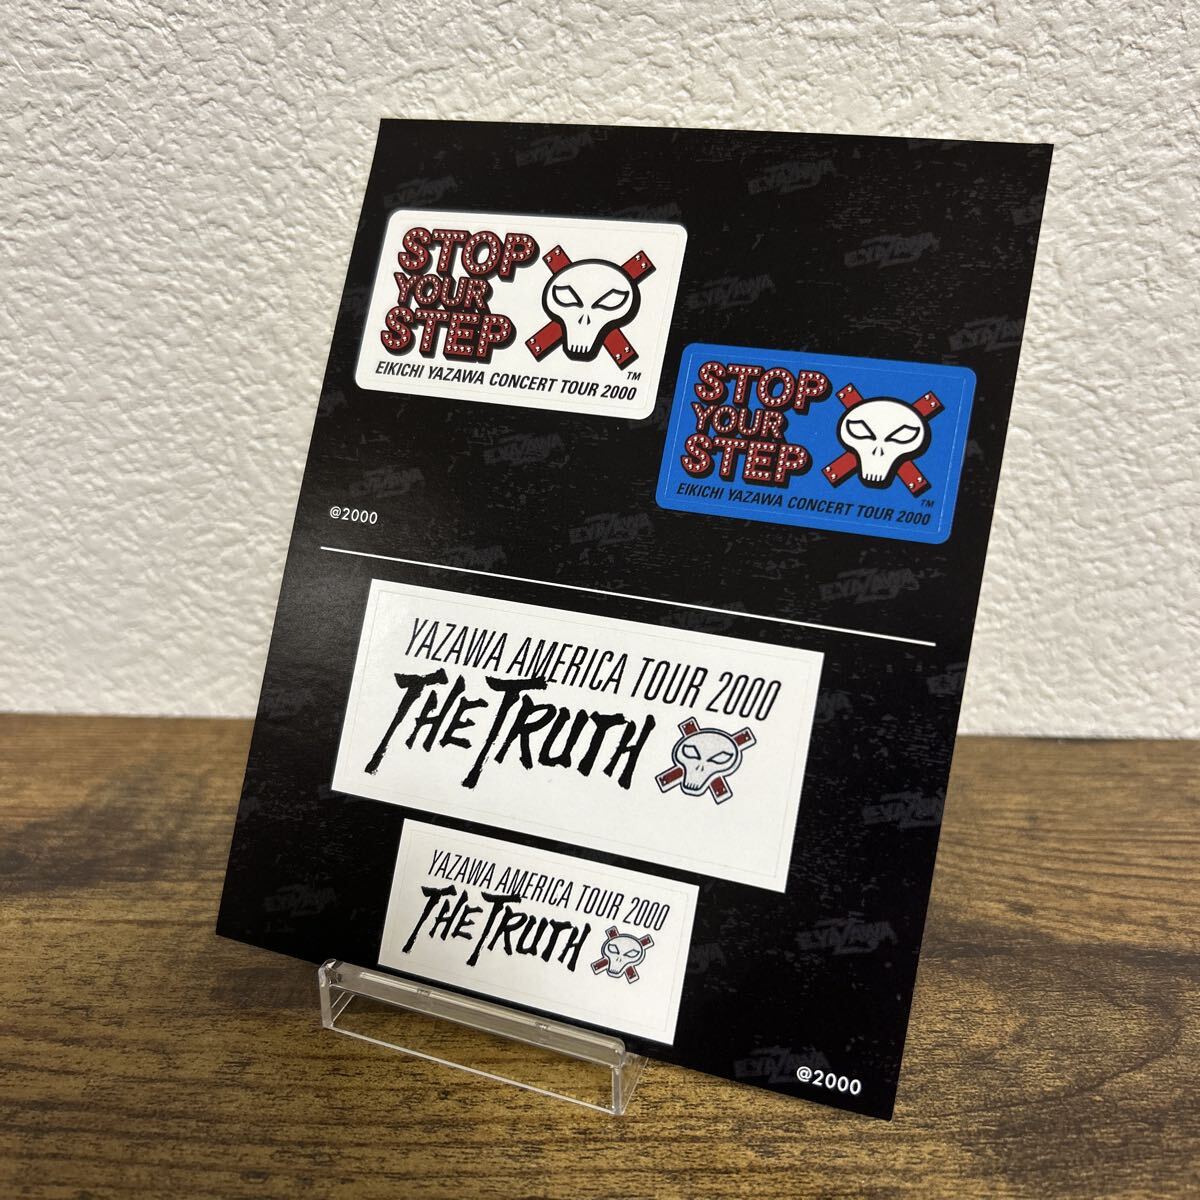 STOP
YOUR
STEP
TM
EIKICHI YAZAWA CONCERT TOUR 2000
STOP
YOUR
STEP
TM
EIKICHI YAZAWA CONCERT TOUR 2000
@2000
YAZAWA AMERICA TOUR 2000
THE TRUTH
YAZAWA AMERICA TOUR 2000
THE TRUTH
@2000
E.YAZAWA